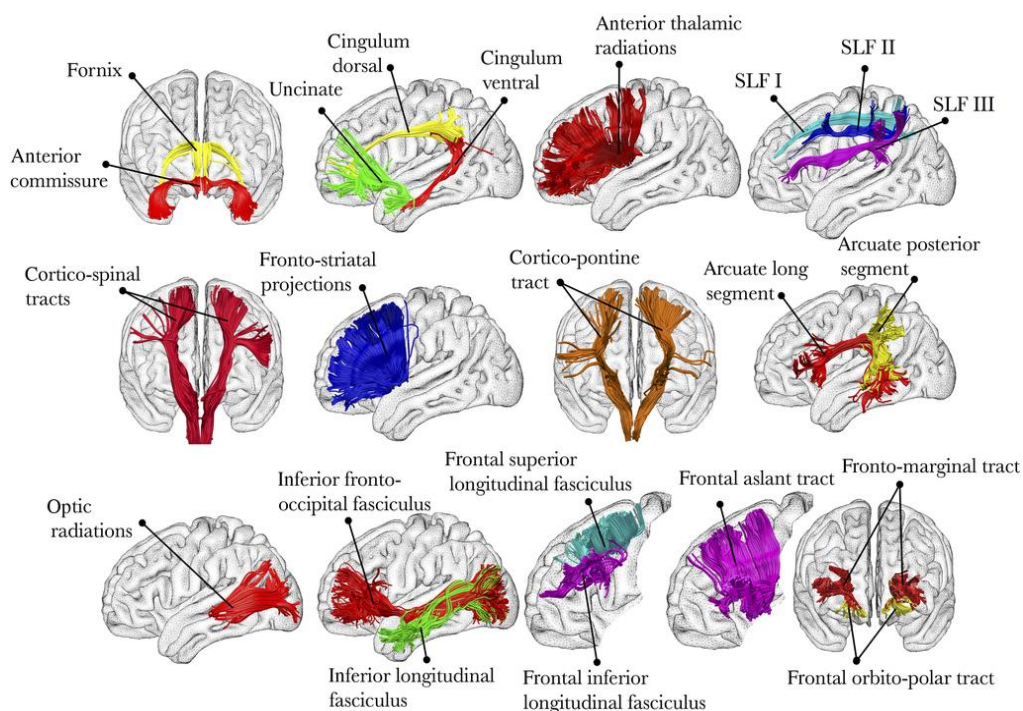 Fornix
Anterior
commissure
Uncinate
Cingulum
dorsal
Cingulum
ventral
Anterior thalamic
radiations
SLF I
SLF II
SLF III
Cortico-spinal
tracts
Fronto-striatal
projections
Cortico-pontine
tract
Arcuate long
segment
Arcuate posterior
segment
Optic
radiations
Inferior fronto-
occipital fasciculus
Inferior longitudinal
fasciculus
Frontal superior
longitudinal fasciculus
Frontal inferior
longitudinal fasciculus
Frontal aslant tract
Fronto-marginal tract
Frontal orbito-polar tract